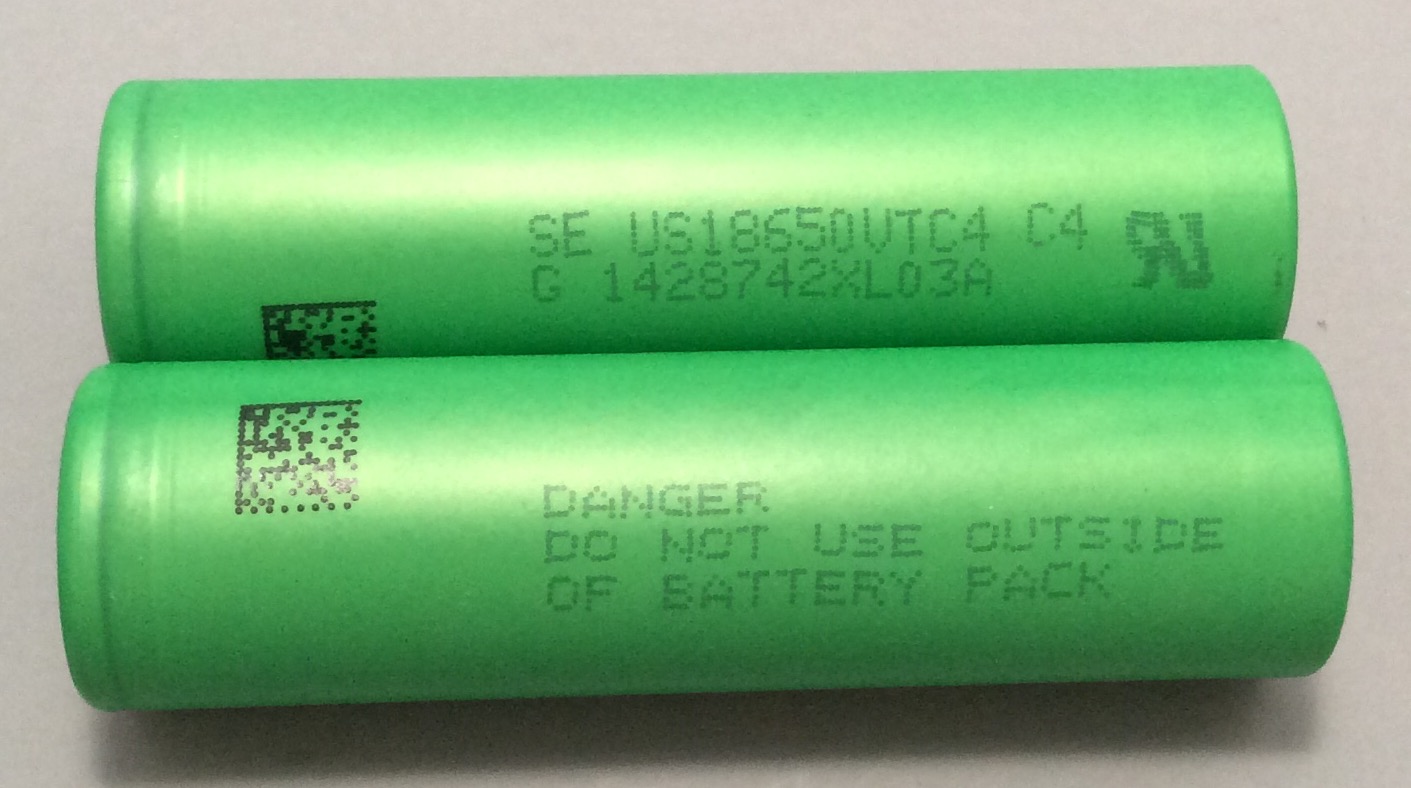 SE US18650VTC4 C4
G 1428742XL03A
DANGER
DO NOT USE OUTSIDE
OF BATTERY PACK